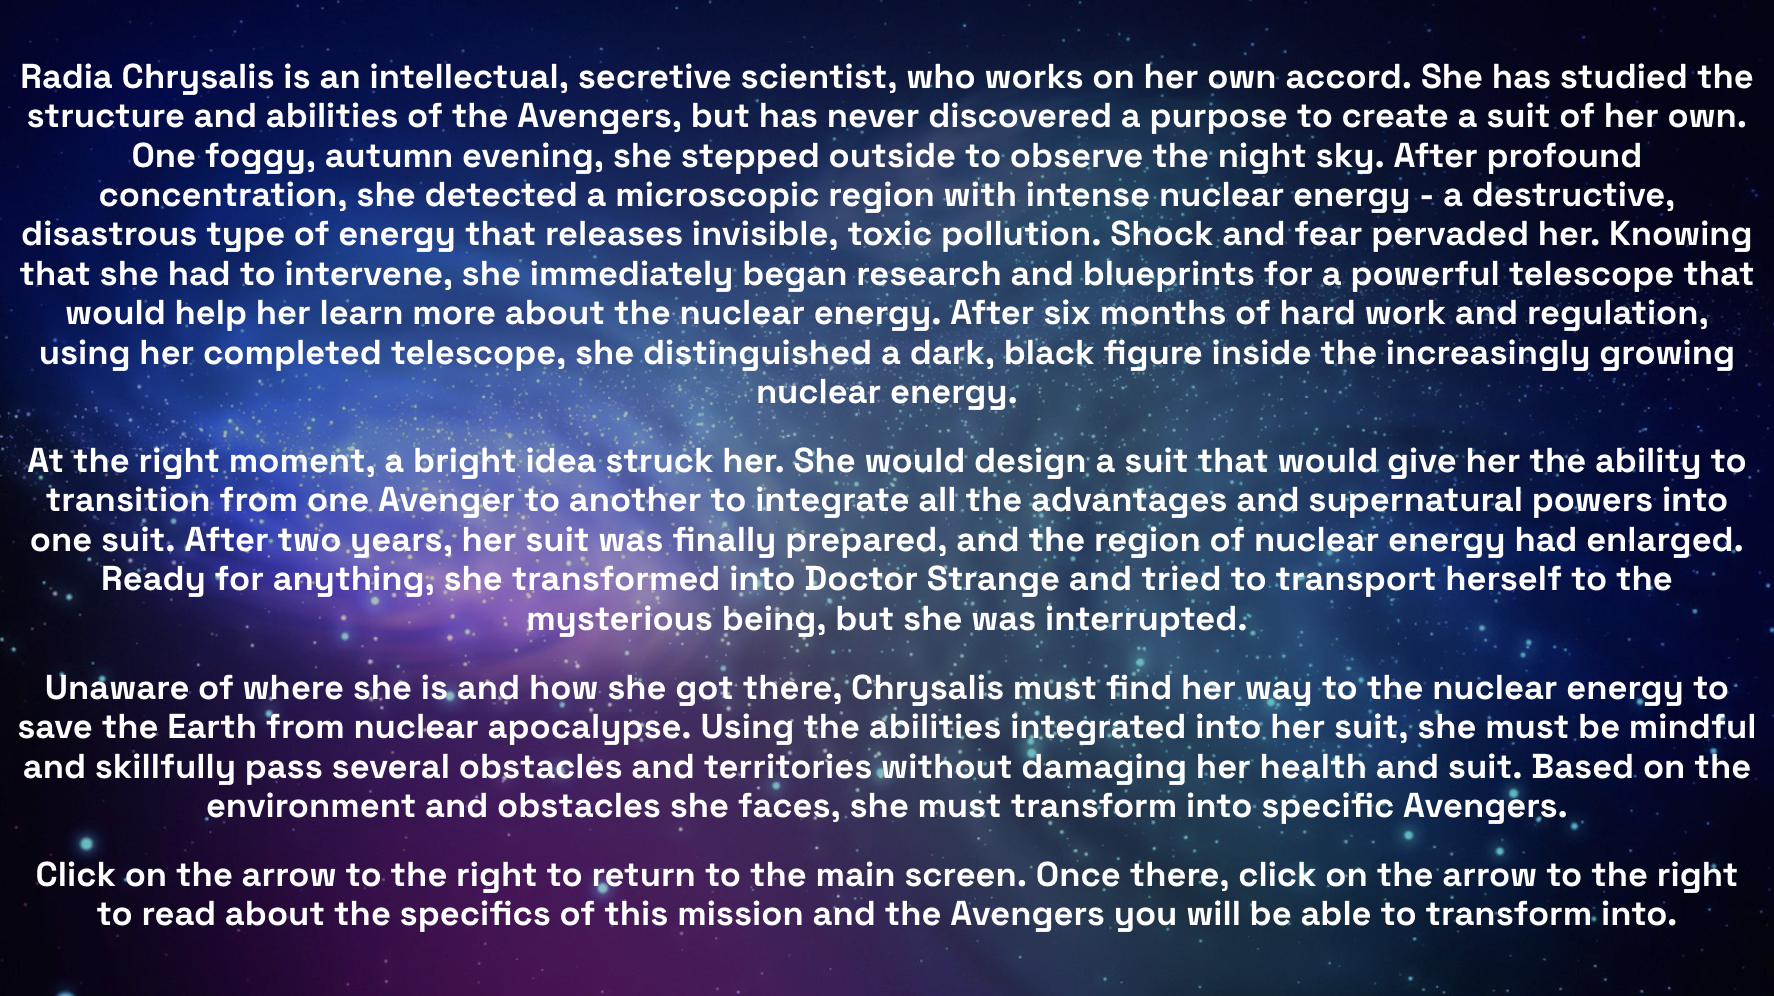 Radia Chrysalis is an intellectual, secretive scientist, who works on her own accord. She has studied the
structure and abilities of the Avengers, but has never discovered a purpose to create a suit of her own.
One foggy, autumn evening, she stepped outside to observe the night sky. After profound
concentration, she detected a microscopic region with intense nuclear energy - a destructive,
disastrous type of energy that releases invisible, toxic pollution. Shock and fear pervaded her. Knowing
that she had to intervene, she immediately began research and blueprints for a powerful telescope that
would help her learn more about the nuclear energy. After six months of hard work and regulation,
using her completed telescope, she distinguished a dark, black figure inside the increasingly growing
nuclear energy.
At the right moment, a bright idea struck her. She would design a suit that would give her the ability to
transition from one Avenger to another to integrate all the advantages and supernatural powers into
one suit. After two years, her suit was finally prepared, and the region of nuclear energy had enlarged.
Ready for anything, she transformed into Doctor Strange and tried to transport herself to the
mysterious being, but she was interrupted.
Unaware of where she is and how she got there, Chrysalis must find her way to the nuclear energy to
save the Earth from nuclear apocalypse. Using the abilities integrated into her suit, she must be mindful
and skillfully pass several obstacles and territories without damaging her health and suit. Based on the
environment and obstacles she faces, she must transform into specific Avengers.
Click on the arrow to the right to return to the main screen. Once there, click on the arrow to the right
to read about the specifics of this mission and the Avengers you will be able to transform into.